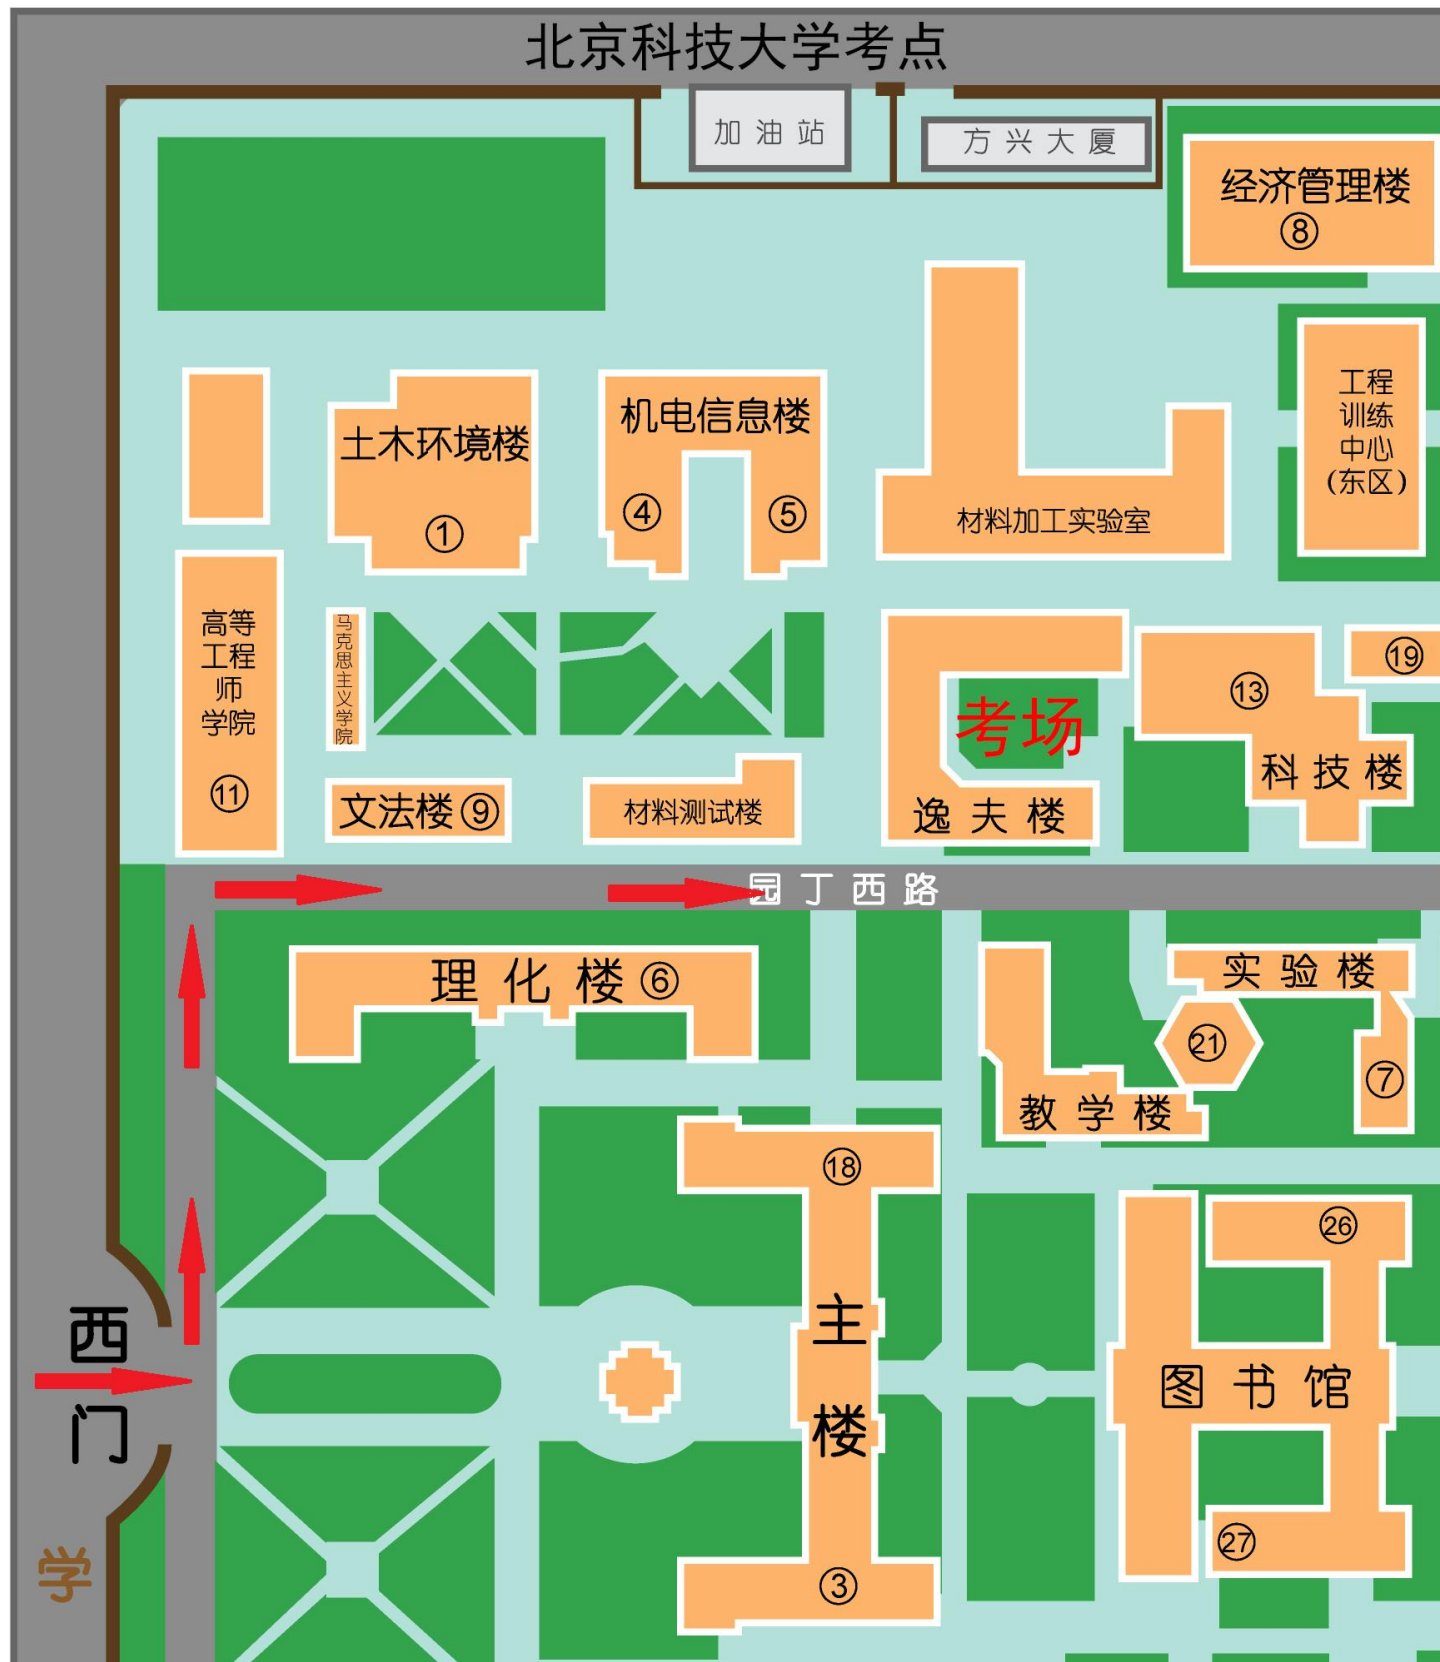 北京科技大学考点
加油站
方兴大厦
经济管理楼
⑧
工程
训练
中心
(东区)
土木环境楼
①
机电信息楼
④
⑤
材料加工实验室
高等
工程
师
学院
⑪
马克思主义学院
文法楼⑨
材料测试楼
考场
逸夫楼
⑬
科技楼
⑲
园丁西路
理化楼⑥
实验楼
㉑
⑦
教学楼
⑱
主楼
③
㉖
图书馆
㉗
西门
学